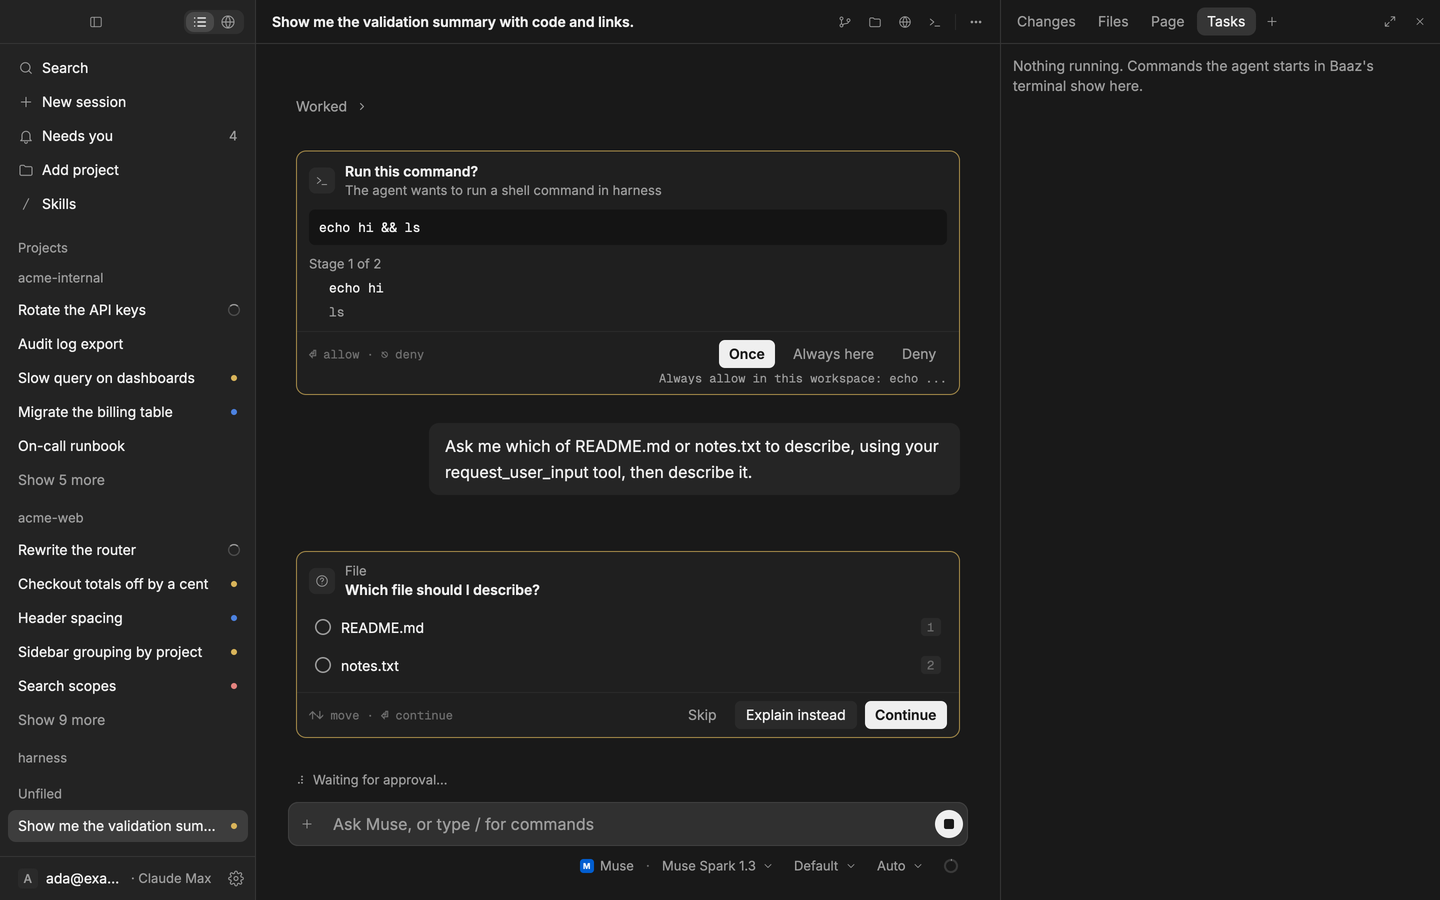 Search
New session
Needs you 4
Add project
Skills
Projects
acme-internal
Rotate the API keys
Audit log export
Slow query on dashboards
Migrate the billing table
On-call runbook
Show 5 more
acme-web
Rewrite the router
Checkout totals off by a cent
Header spacing
Sidebar grouping by project
Search scopes
Show 9 more
harness
Unfiled
Show me the validation sum...
A ada@exa... · Claude Max
Show me the validation summary with code and links.
Worked
Run this command?
The agent wants to run a shell command in harness
echo hi && ls
Stage 1 of 2
echo hi
ls
allow · deny
Once Always here Deny
Always allow in this workspace: echo ...
Ask me which of README.md or notes.txt to describe, using your
request_user_input tool, then describe it.
File
Which file should I describe?
README.md 1
notes.txt 2
move · continue
Skip Explain instead Continue
Waiting for approval...
Ask Muse, or type / for commands
M Muse · Muse Spark 1.3 Default Auto
Changes Files Page Tasks
Nothing running. Commands the agent starts in Baaz's
terminal show here.